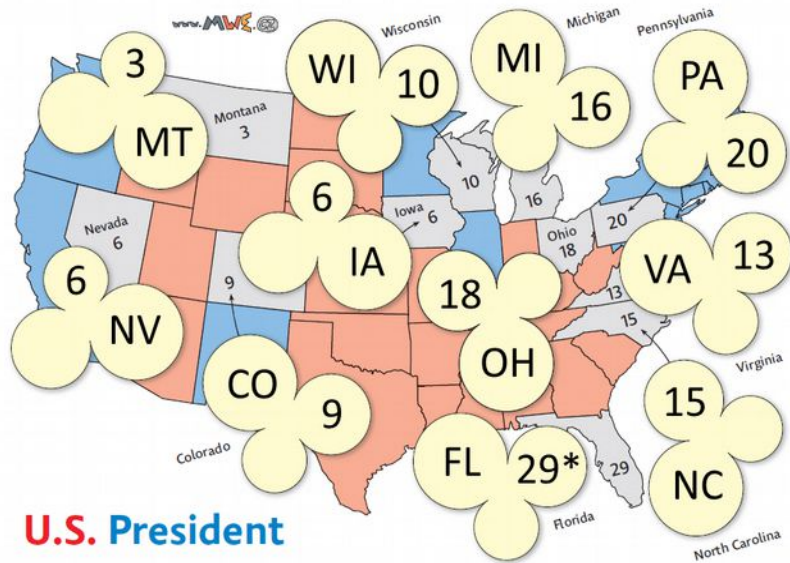 www.MWE.cz
Wisconsin
Michigan
Pennsylvania
3
MT
Montana
3
WI
10
10
MI
16
16
PA
20
20
Nevada
6
6
NV
6
IA
Iowa 6
Ohio
18
18
OH
VA
13
13
Virginia
9
CO
9
Colorado
15
15
NC
North Carolina
FL
29*
29
Florida
U.S. President